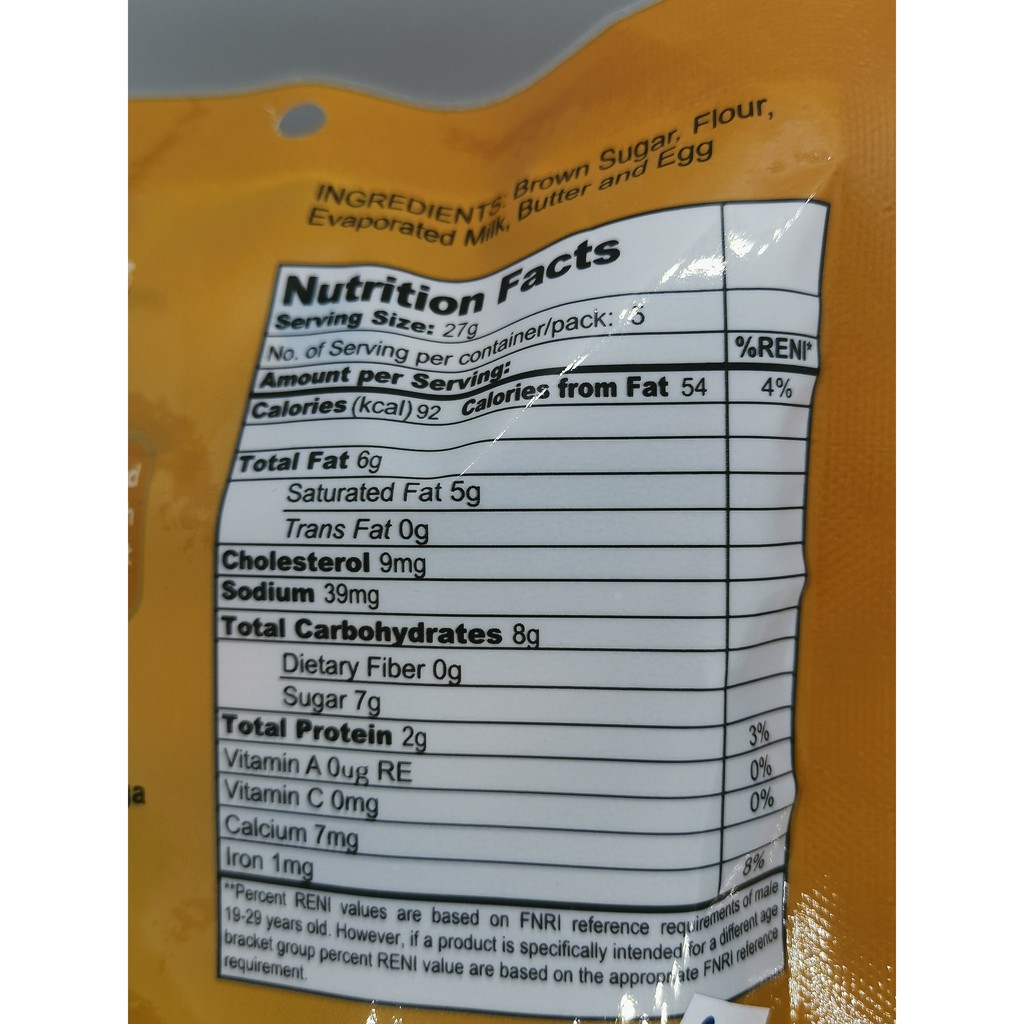 INGREDIENTS: Brown Sugar, Flour,
Evaporated Milk, Butter and Egg
Nutrition Facts
Serving Size: 27g
No. of Serving per container/pack: 5
%RENI*
Amount per Serving:
Calories (kcal) 92 Calories from Fat 54 4%
Total Fat 6g
Saturated Fat 5g
Trans Fat 0g
Cholesterol 9mg
Sodium 39mg
Total Carbohydrates 8g
Dietary Fiber 0g
Sugar 7g
Total Protein 2g 3%
Vitamin A 0ug RE 0%
Vitamin C 0mg 0%
Calcium 7mg
Iron 1mg 8%
**Percent RENI values are based on FNRI reference requirements of male
19-29 years old. However, if a product is specifically intended for a different age
bracket group percent RENI value are based on the appropriate FNRI reference
requirement.